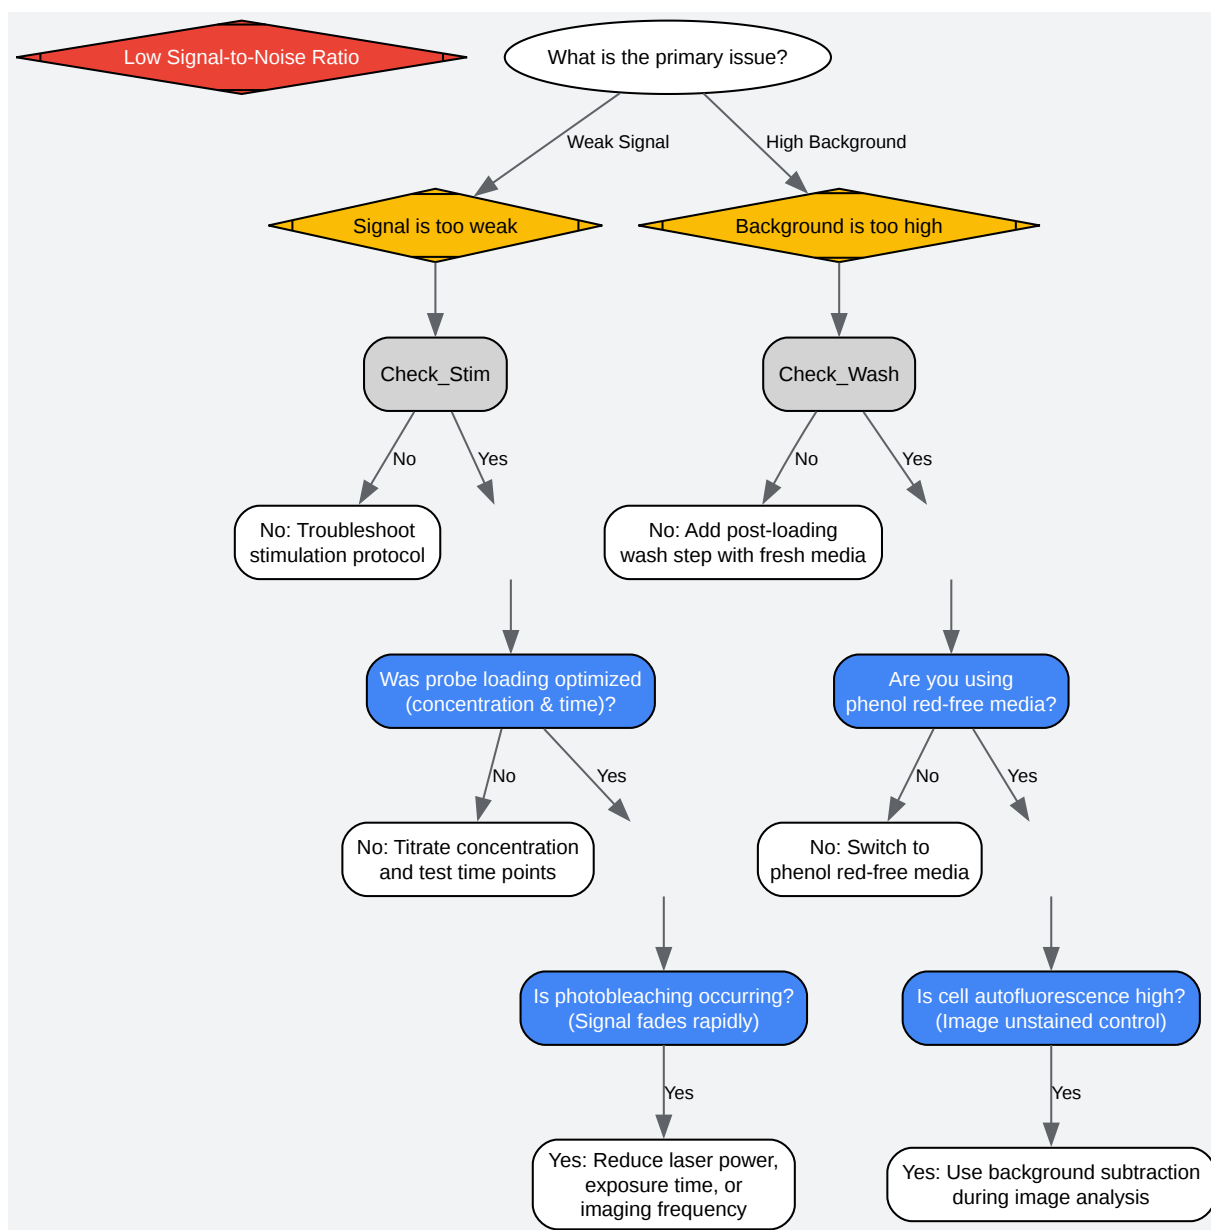 Low Signal-to-Noise Ratio
What is the primary issue?
Weak Signal
High Background
Signal is too weak
Background is too high
Check_Stim
Check_Wash
No
Yes
No
Yes
No: Troubleshoot
stimulation protocol
No: Add post-loading
wash step with fresh media
Was probe loading optimized
(concentration & time)?
Are you using
phenol red-free media?
No
Yes
No
Yes
No: Titrate concentration
and test time points
No: Switch to
phenol red-free media
Is photobleaching occurring?
(Signal fades rapidly)
Is cell autofluorescence high?
(Image unstained control)
Yes
Yes
Yes: Reduce laser power,
exposure time, or
imaging frequency
Yes: Use background subtraction
during image analysis